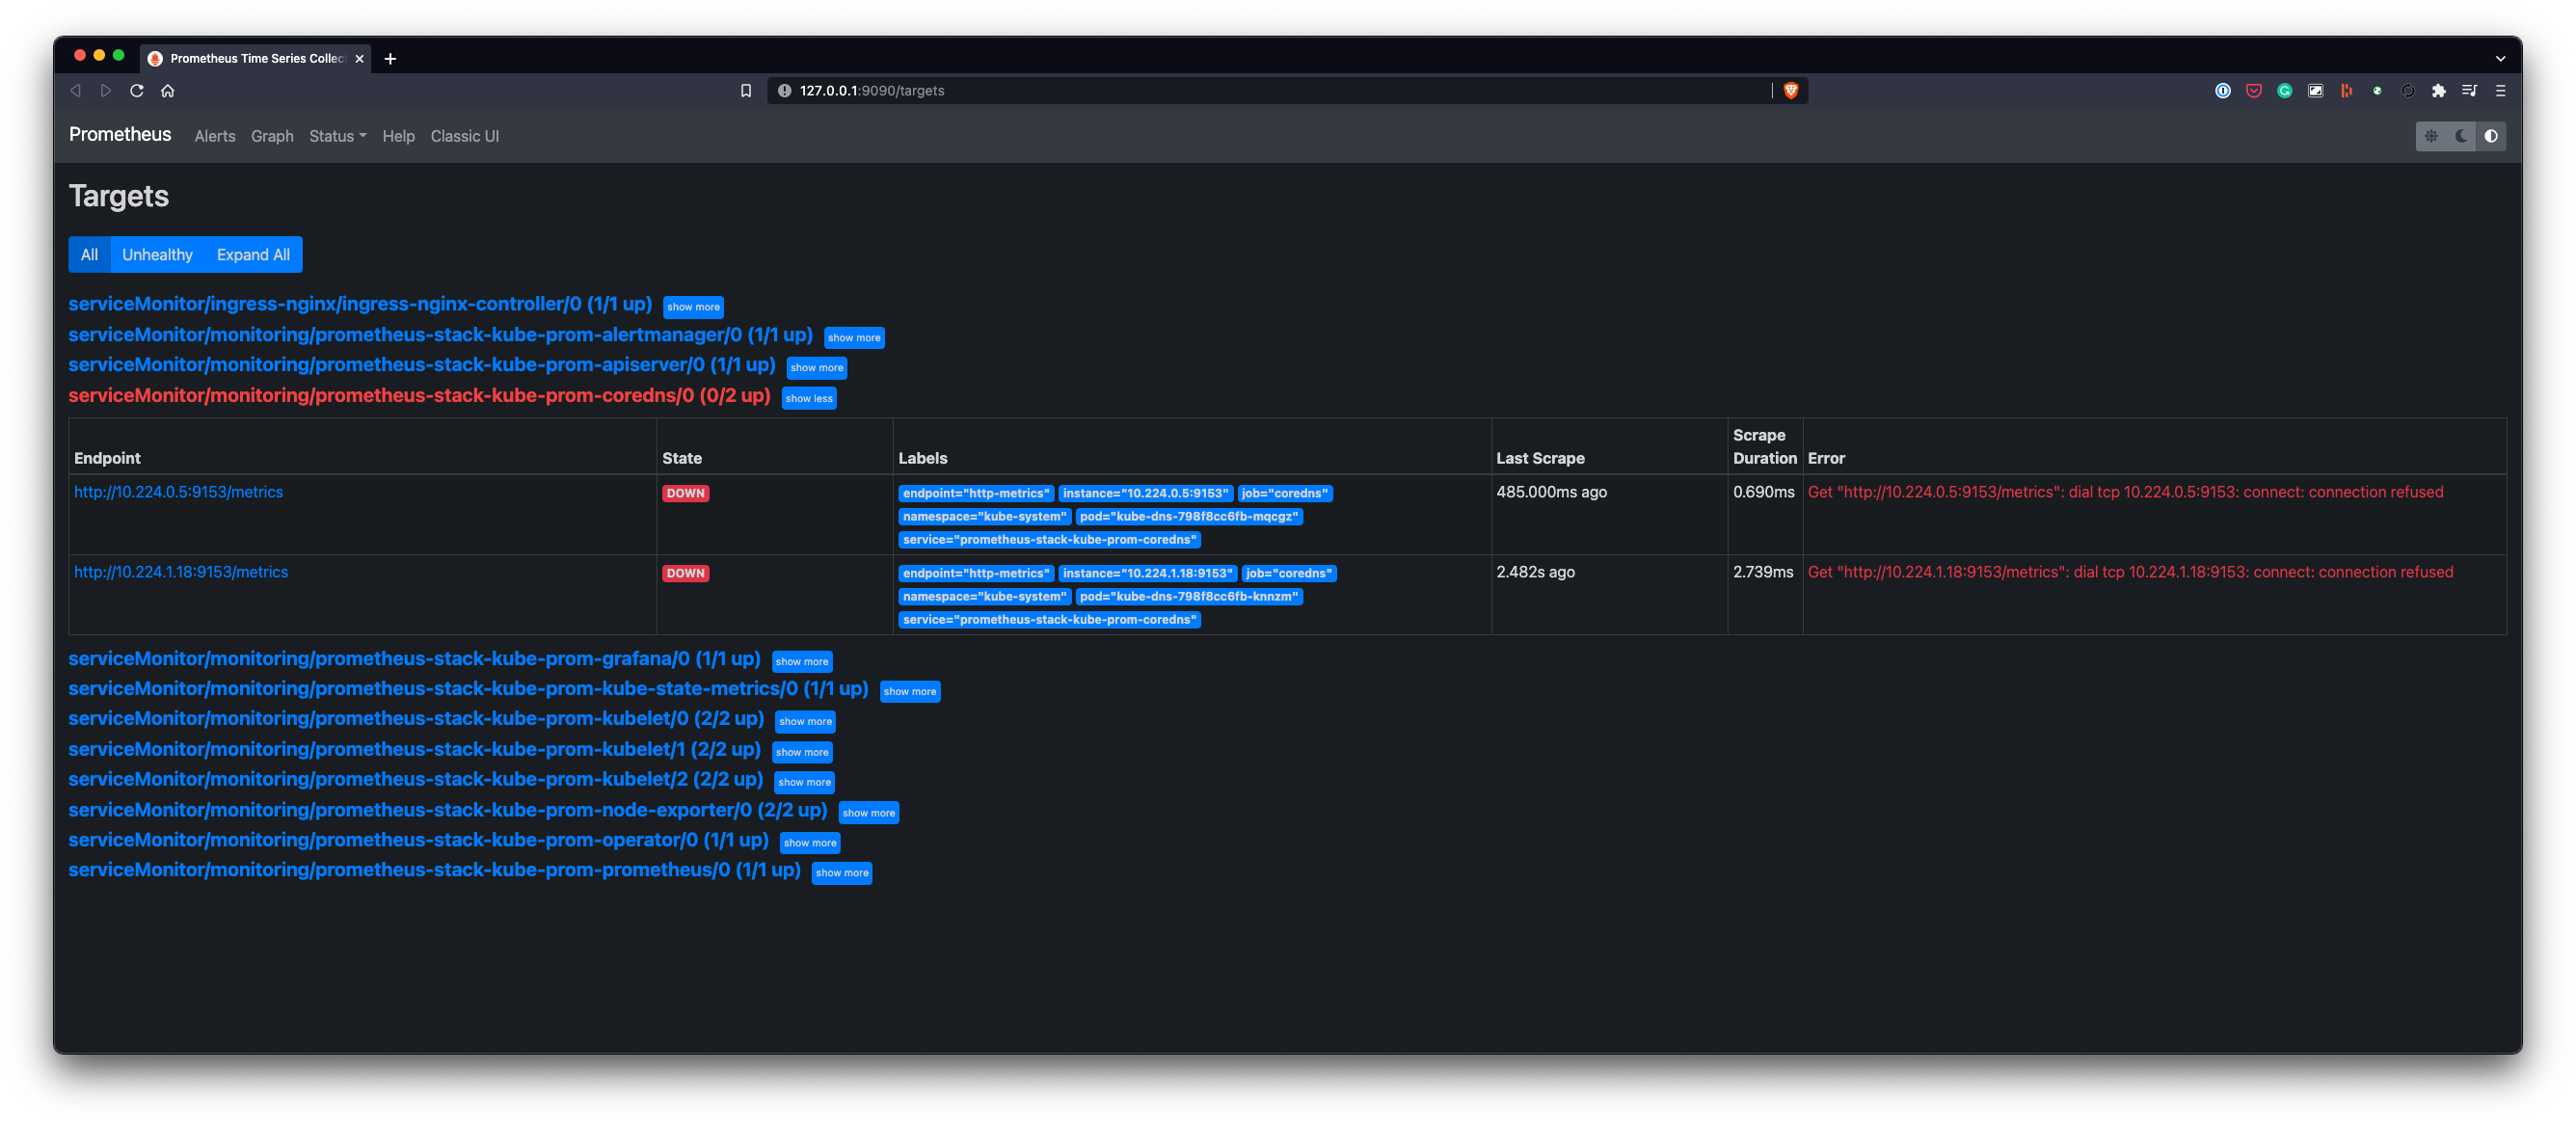 Prometheus Time Series Collec
127.0.0.1:9090/targets
Prometheus Alerts Graph Status Help Classic UI
Targets
All Unhealthy Expand All
serviceMonitor/ingress-nginx/ingress-nginx-controller/0 (1/1 up) show more
serviceMonitor/monitoring/prometheus-stack-kube-prom-alertmanager/0 (1/1 up) show more
serviceMonitor/monitoring/prometheus-stack-kube-prom-apiserver/0 (1/1 up) show more
serviceMonitor/monitoring/prometheus-stack-kube-prom-coredns/0 (0/2 up) show less
Endpoint State Labels Last Scrape Scrape Duration Error
http://10.224.0.5:9153/metrics DOWN endpoint="http-metrics" instance="10.224.0.5:9153" job="coredns" 485.000ms ago 0.690ms Get "http://10.224.0.5:9153/metrics": dial tcp 10.224.0.5:9153: connect: connection refused
namespace="kube-system" pod="kube-dns-798f8cc6fb-mqcgz"
service="prometheus-stack-kube-prom-coredns"
http://10.224.1.18:9153/metrics DOWN endpoint="http-metrics" instance="10.224.1.18:9153" job="coredns" 2.482s ago 2.739ms Get "http://10.224.1.18:9153/metrics": dial tcp 10.224.1.18:9153: connect: connection refused
namespace="kube-system" pod="kube-dns-798f8cc6fb-knnzm"
service="prometheus-stack-kube-prom-coredns"
serviceMonitor/monitoring/prometheus-stack-kube-prom-grafana/0 (1/1 up) show more
serviceMonitor/monitoring/prometheus-stack-kube-prom-kube-state-metrics/0 (1/1 up) show more
serviceMonitor/monitoring/prometheus-stack-kube-prom-kubelet/0 (2/2 up) show more
serviceMonitor/monitoring/prometheus-stack-kube-prom-kubelet/1 (2/2 up) show more
serviceMonitor/monitoring/prometheus-stack-kube-prom-kubelet/2 (2/2 up) show more
serviceMonitor/monitoring/prometheus-stack-kube-prom-node-exporter/0 (2/2 up) show more
serviceMonitor/monitoring/prometheus-stack-kube-prom-operator/0 (1/1 up) show more
serviceMonitor/monitoring/prometheus-stack-kube-prom-prometheus/0 (1/1 up) show more